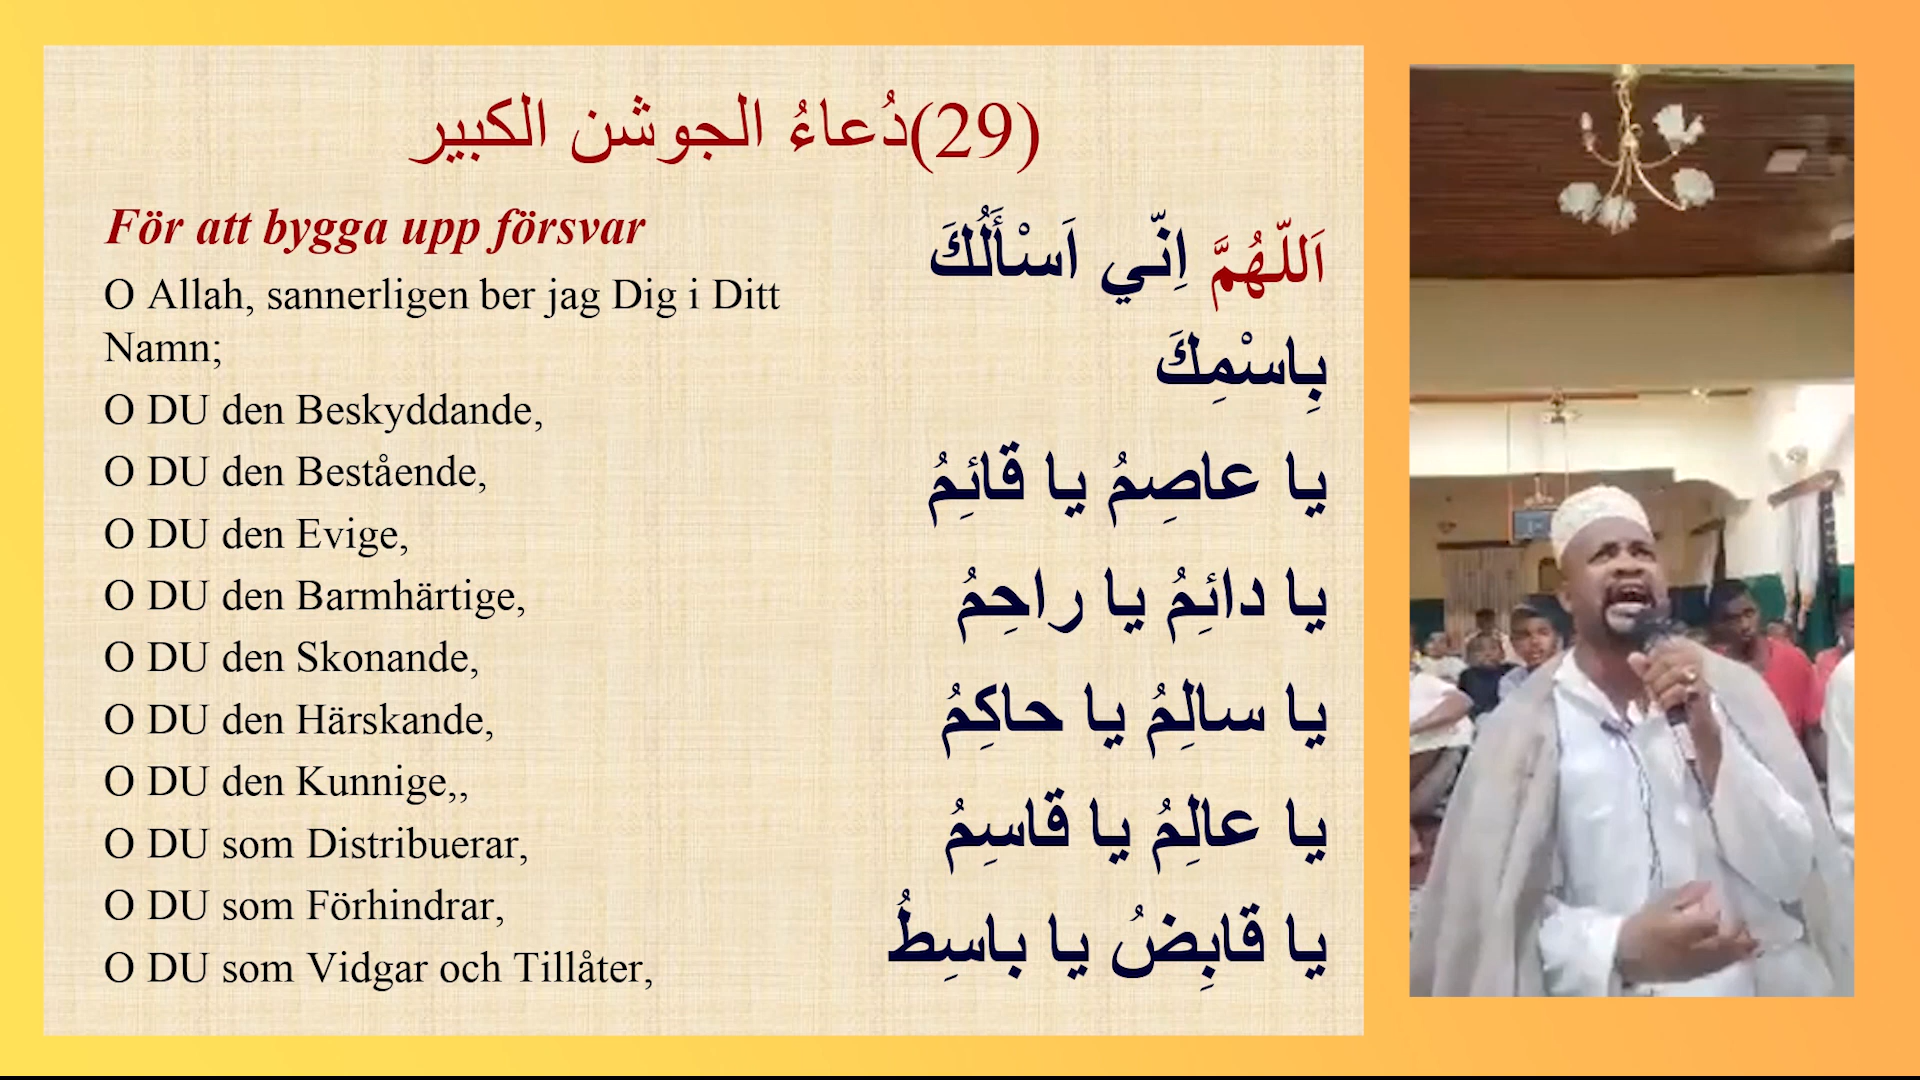 (29)دُعاءُ الجوشن الكبير
För att bygga upp försvar
O Allah, sannerligen ber jag Dig i Ditt
Namn;
O DU den Beskyddande,
O DU den Bestående,
O DU den Evige,
O DU den Barmhärtige,
O DU den Skonande,
O DU den Härskande,
O DU den Kunnige,,
O DU som Distribuerar,
O DU som Förhindrar,
O DU som Vidgar och Tillåter,
اَللّهُمَّ اِنّي اَسْأَلُكَ
بِاسْمِكَ
يا عاصِمُ يا قائِمُ
يا دائِمُ يا راحِمُ
يا سالِمُ يا حاكِمُ
يا عالِمُ يا قاسِمُ
يا قابِضُ يا باسِطُ